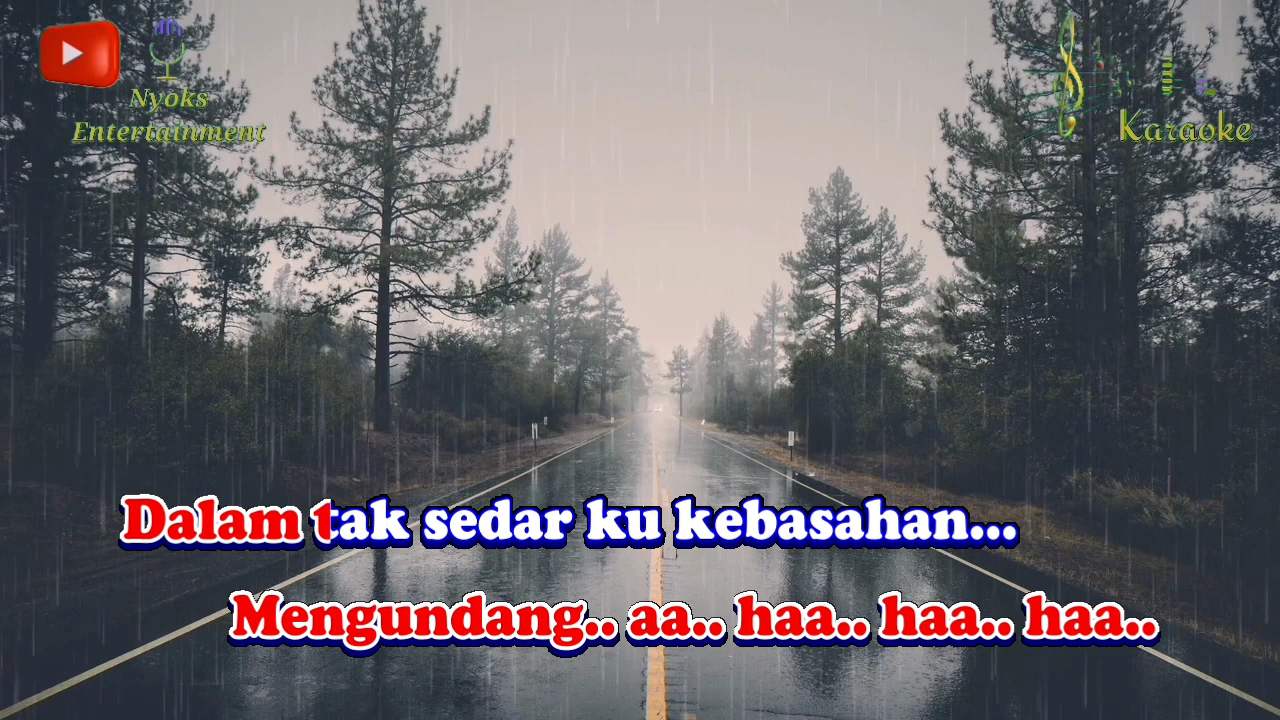 Nyoks
Entertainment
Karaoke
Dalam tak sedar ku kebasahan...
Mengundang.. aa.. haa.. haa.. haa..